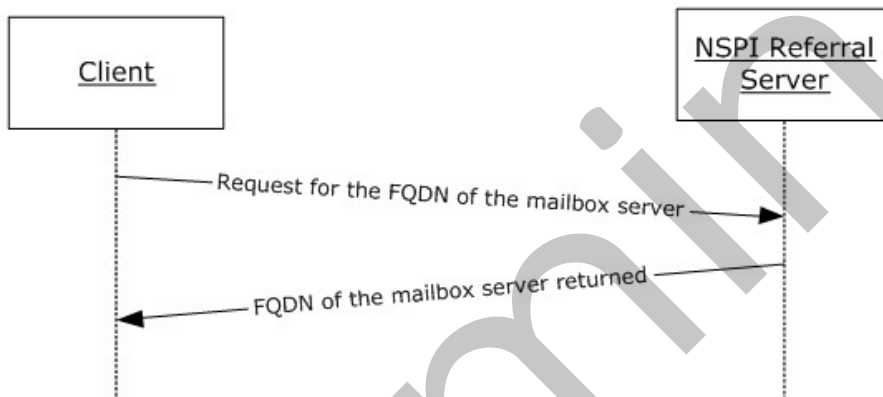 Client
NSPI Referral
Server
Request for the FQDN of the mailbox server
FQDN of the mailbox server returned